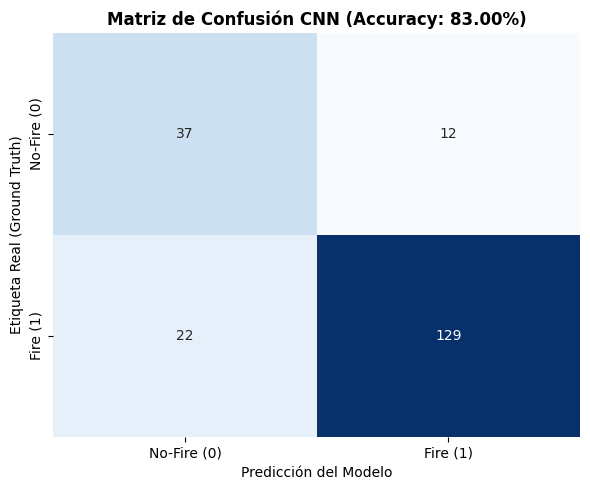 Matriz de Confusión CNN (Accuracy: 83.00%)
Etiqueta Real (Ground Truth)
No-Fire (0)
37
12
Fire (1)
22
129
No-Fire (0)
Fire (1)
Predicción del Modelo